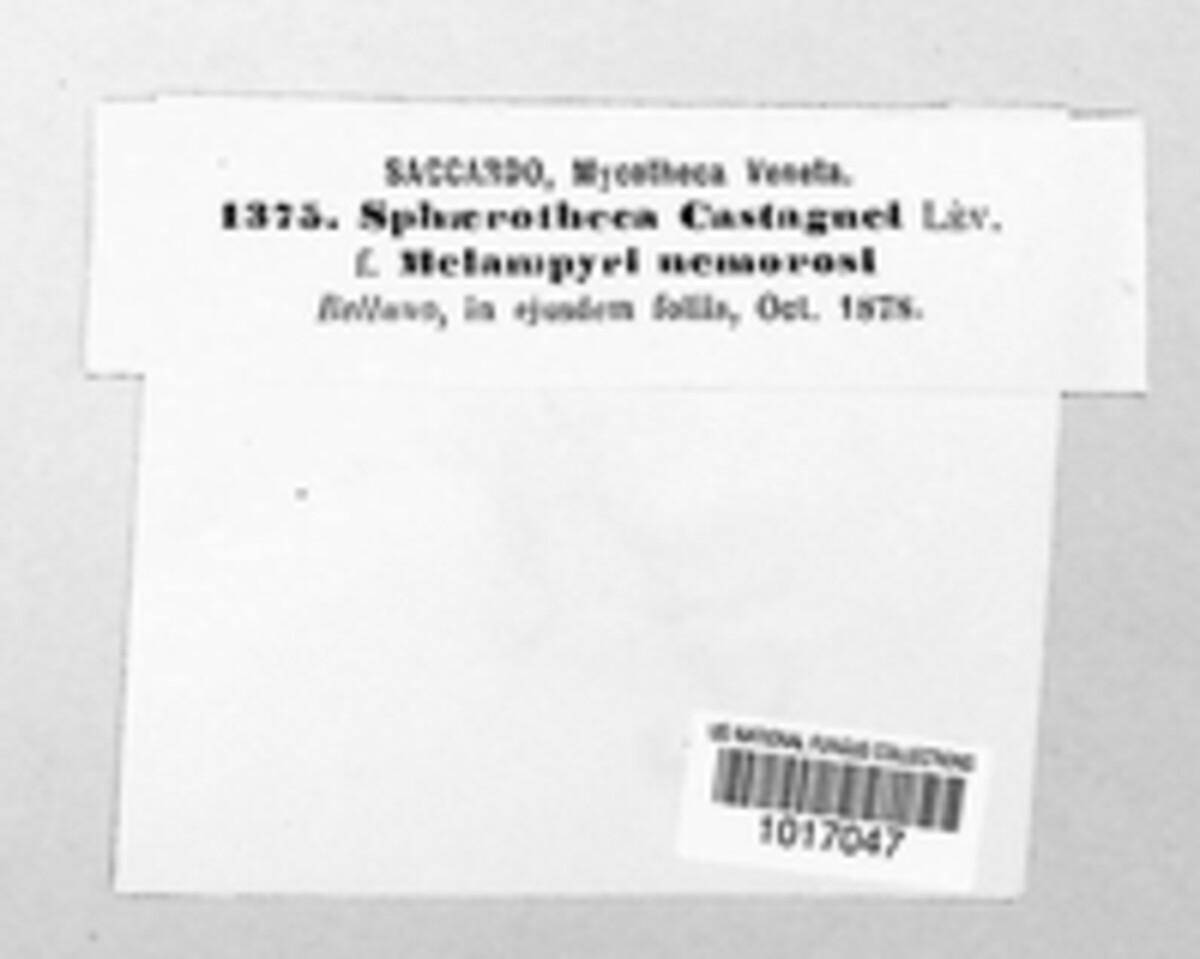 SACCARDO, Mycotheca Veneta.
1375. Sphærotheca Castagnei Lév.
f. Melampyri nemorosi
Belluno, in ejusdem foliis, Oct. 1878.
US NATIONAL FUNGUS COLLECTIONS
1017047